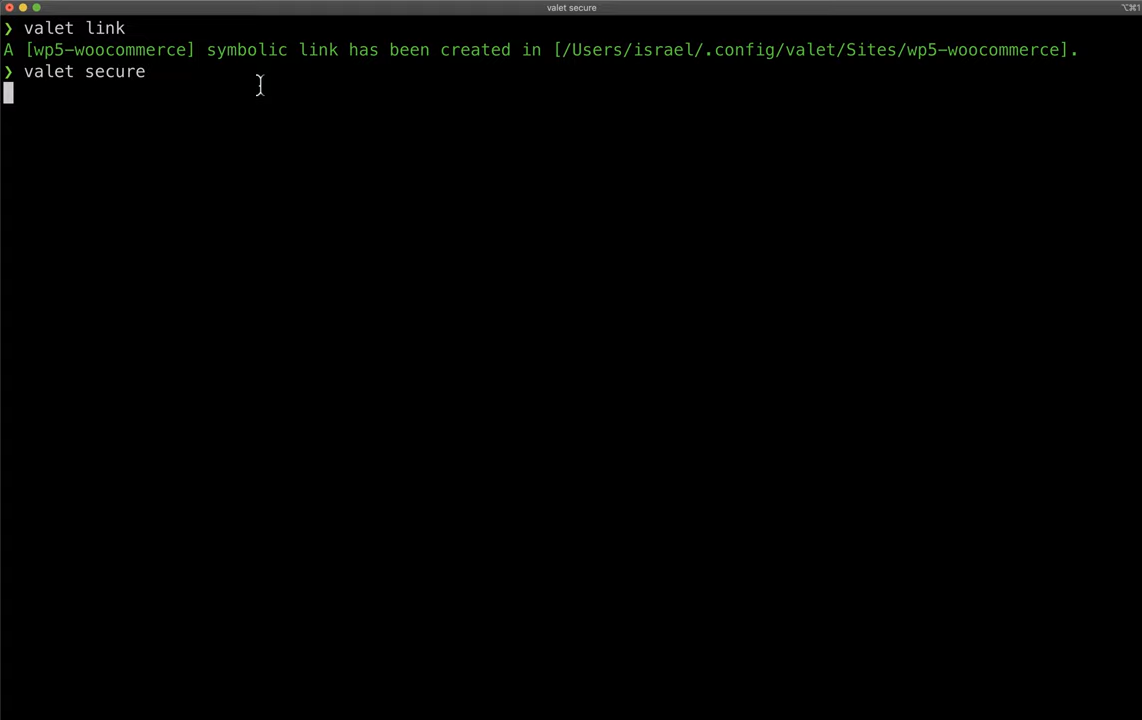 valet secure
⌥⌘1
❯ valet link
A [wp5-woocommerce] symbolic link has been created in [/Users/israel/.config/valet/Sites/wp5-woocommerce].
❯ valet secure